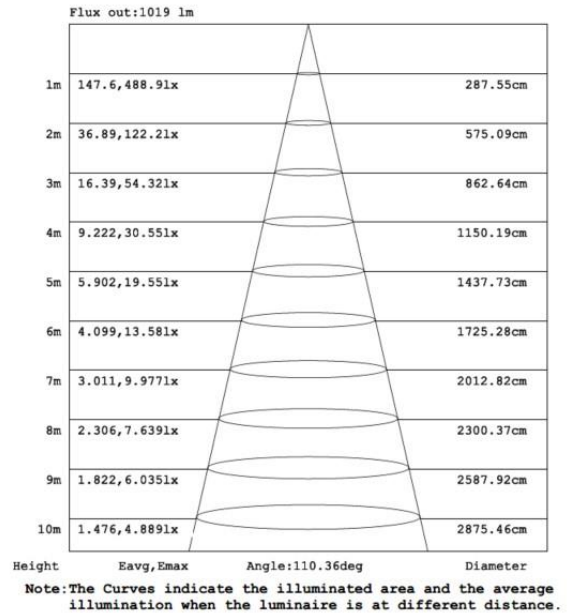 Flux out:1019 lm
1m 147.6,488.9lx 287.55cm
2m 36.89,122.2lx 575.09cm
3m 16.39,54.32lx 862.64cm
4m 9.222,30.55lx 1150.19cm
5m 5.902,19.55lx 1437.73cm
6m 4.099,13.58lx 1725.28cm
7m 3.011,9.977lx 2012.82cm
8m 2.306,7.639lx 2300.37cm
9m 1.822,6.035lx 2587.92cm
10m 1.476,4.889lx 2875.46cm
Height Eavg,Emax Angle:110.36deg Diameter
Note:The Curves indicate the illuminated area and the average
illumination when the luminaire is at different distance.